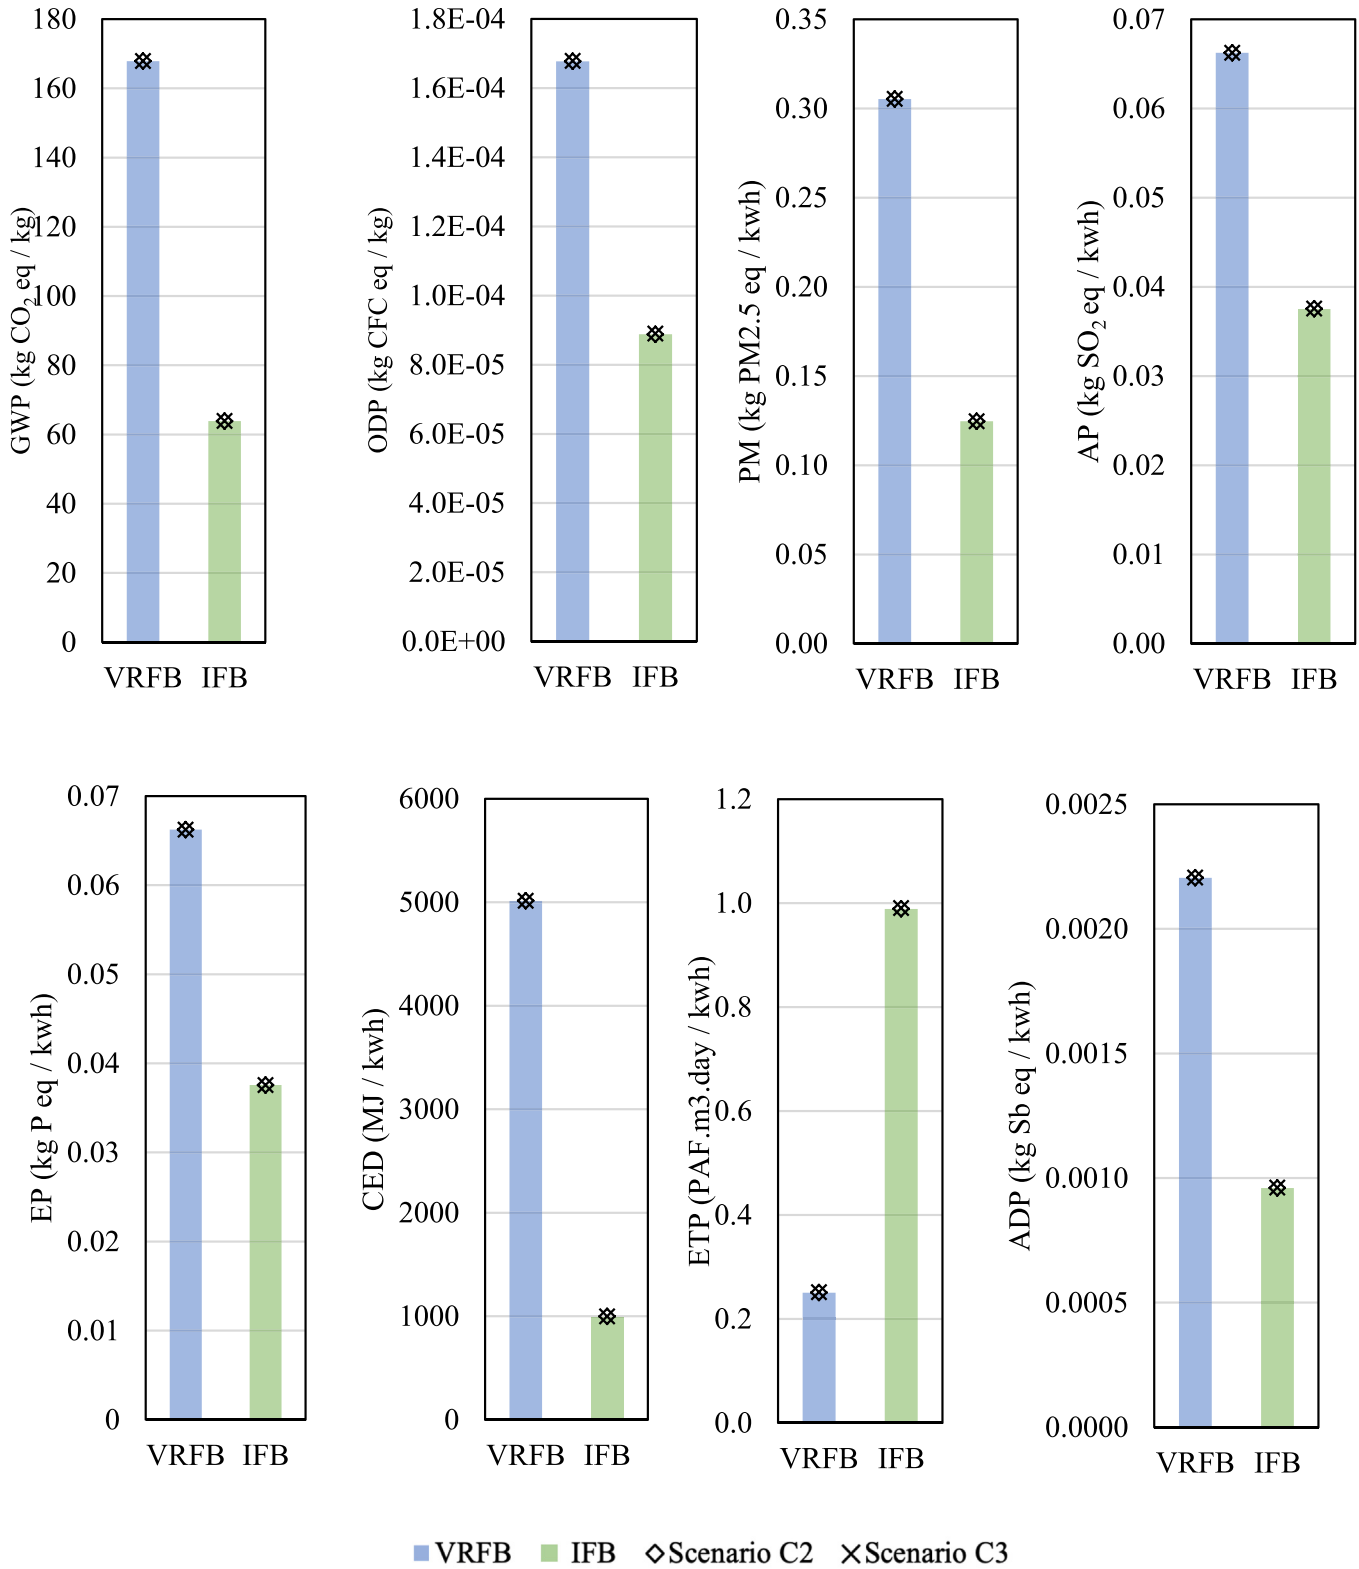 GWP (kg CO2 eq / kg)
180
160
140
120
100
80
60
40
20
0
VRFB IFB
ODP (kg CFC eq / kg)
1.8E-04
1.6E-04
1.4E-04
1.2E-04
1.0E-04
8.0E-05
6.0E-05
4.0E-05
2.0E-05
0.0E+00
VRFB IFB
PM (kg PM2.5 eq / kwh)
0.35
0.30
0.25
0.20
0.15
0.10
0.05
0.00
VRFB IFB
AP (kg SO2 eq / kwh)
0.07
0.06
0.05
0.04
0.03
0.02
0.01
0.00
VRFB IFB
EP (kg P eq / kwh)
0.07
0.06
0.05
0.04
0.03
0.02
0.01
0
VRFB IFB
CED (MJ / kwh)
6000
5000
4000
3000
2000
1000
0
VRFB IFB
ETP (PAF.m3.day / kwh)
1.2
1.0
0.8
0.6
0.4
0.2
0.0
VRFB IFB
ADP (kg Sb eq / kwh)
0.0025
0.0020
0.0015
0.0010
0.0005
0.0000
VRFB IFB
VRFB IFB Scenario C2 Scenario C3